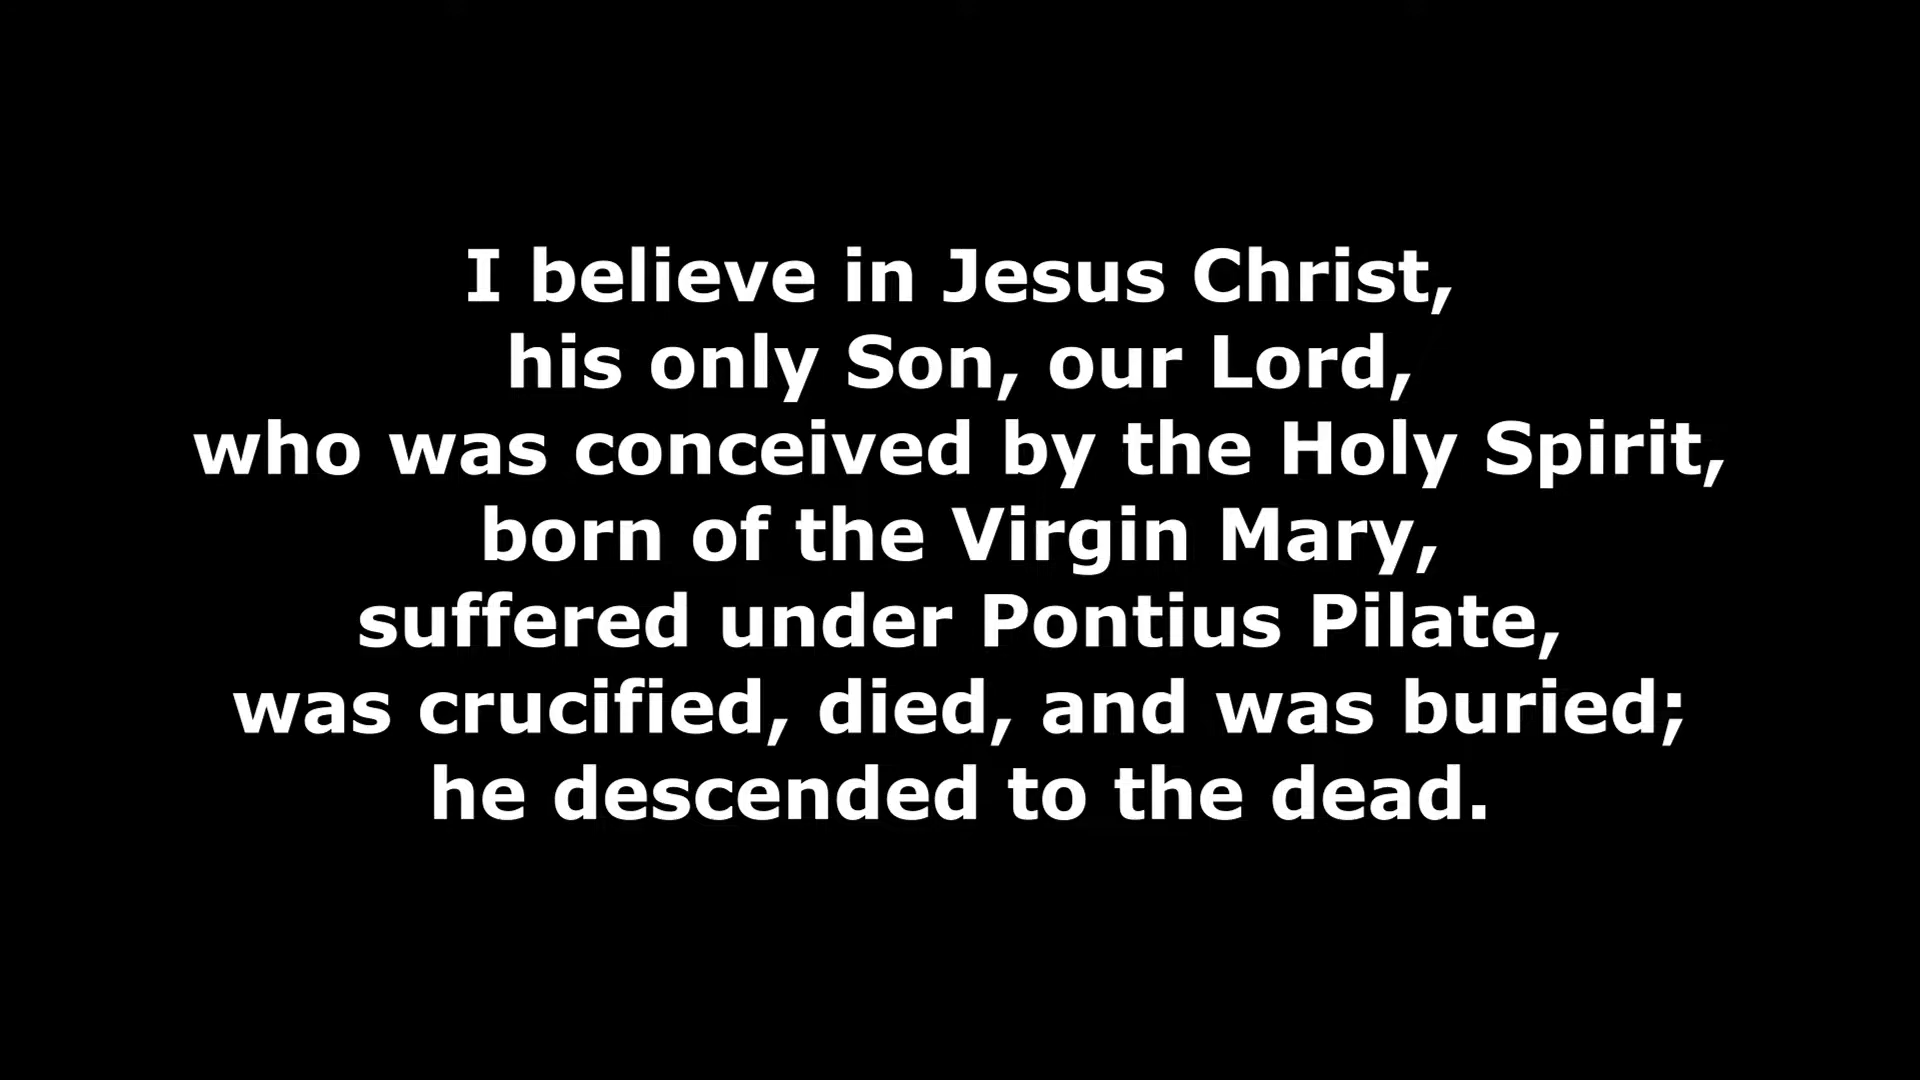 I believe in Jesus Christ,
his only Son, our Lord,
who was conceived by the Holy Spirit,
born of the Virgin Mary,
suffered under Pontius Pilate,
was crucified, died, and was buried;
he descended to the dead.